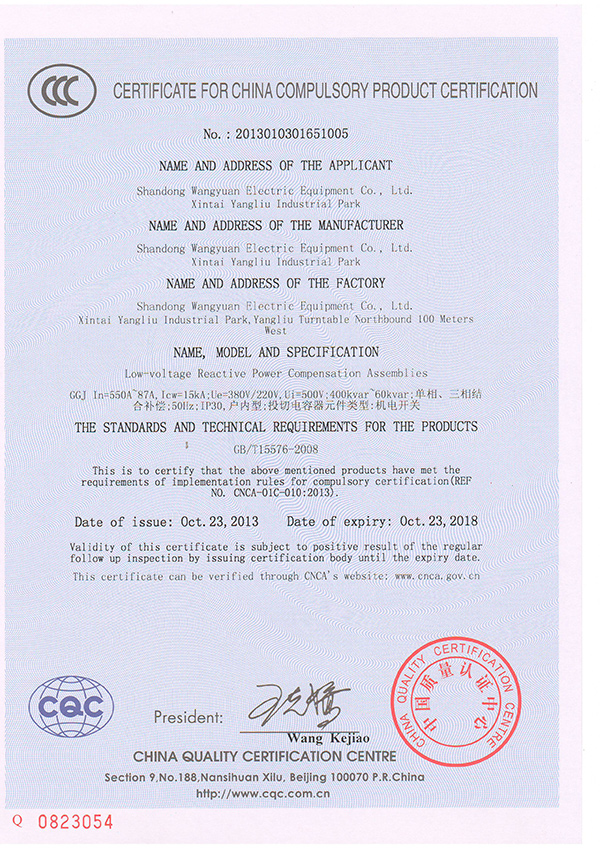 CCC
CERTIFICATE FOR CHINA COMPULSORY PRODUCT CERTIFICATION
No. : 2013010301651005
NAME AND ADDRESS OF THE APPLICANT
Shandong Wangyuan Electric Equipment Co., Ltd.
Xintai Yangliu Industrial Park
NAME AND ADDRESS OF THE MANUFACTURER
Shandong Wangyuan Electric Equipment Co., Ltd.
Xintai Yangliu Industrial Park
NAME AND ADDRESS OF THE FACTORY
Shandong Wangyuan Electric Equipment Co., Ltd.
Xintai Yangliu Industrial Park,Yangliu Turntable Northbound 100 Meters
West
NAME, MODEL AND SPECIFICATION
Low-voltage Reactive Power Compensation Assemblies
GGJ In=550A~87A,Icw=15kA;Ue=380V/220V,Ui=500V;400kvar~60kvar;单相、三相结
合补偿;50Hz;IP30,户内型;投切电容器元件类型:机电开关
THE STANDARDS AND TECHNICAL REQUIREMENTS FOR THE PRODUCTS
GB/T15576-2008
This is to certify that the above mentioned products have met the
requirements of implementation rules for compulsory certification(REF
NO. CNCA-01C-010:2013).
Date of issue: Oct.23,2013 Date of expiry: Oct.23,2018
Validity of this certificate is subject to positive result of the regular
follow up inspection by issuing certification body until the expiry date.
This certificate can be verified through CNCA's website: www.cnca.gov.cn
CQC
President:
Wang Kejiao
CHINA QUALITY CERTIFICATION CENTRE
中国质量认证中心
CHINA QUALITY CERTIFICATION CENTRE
Section 9,No.188,Nansihuan Xilu, Beijing 100070 P.R.China
http://www.cqc.com.cn
Q 0823054